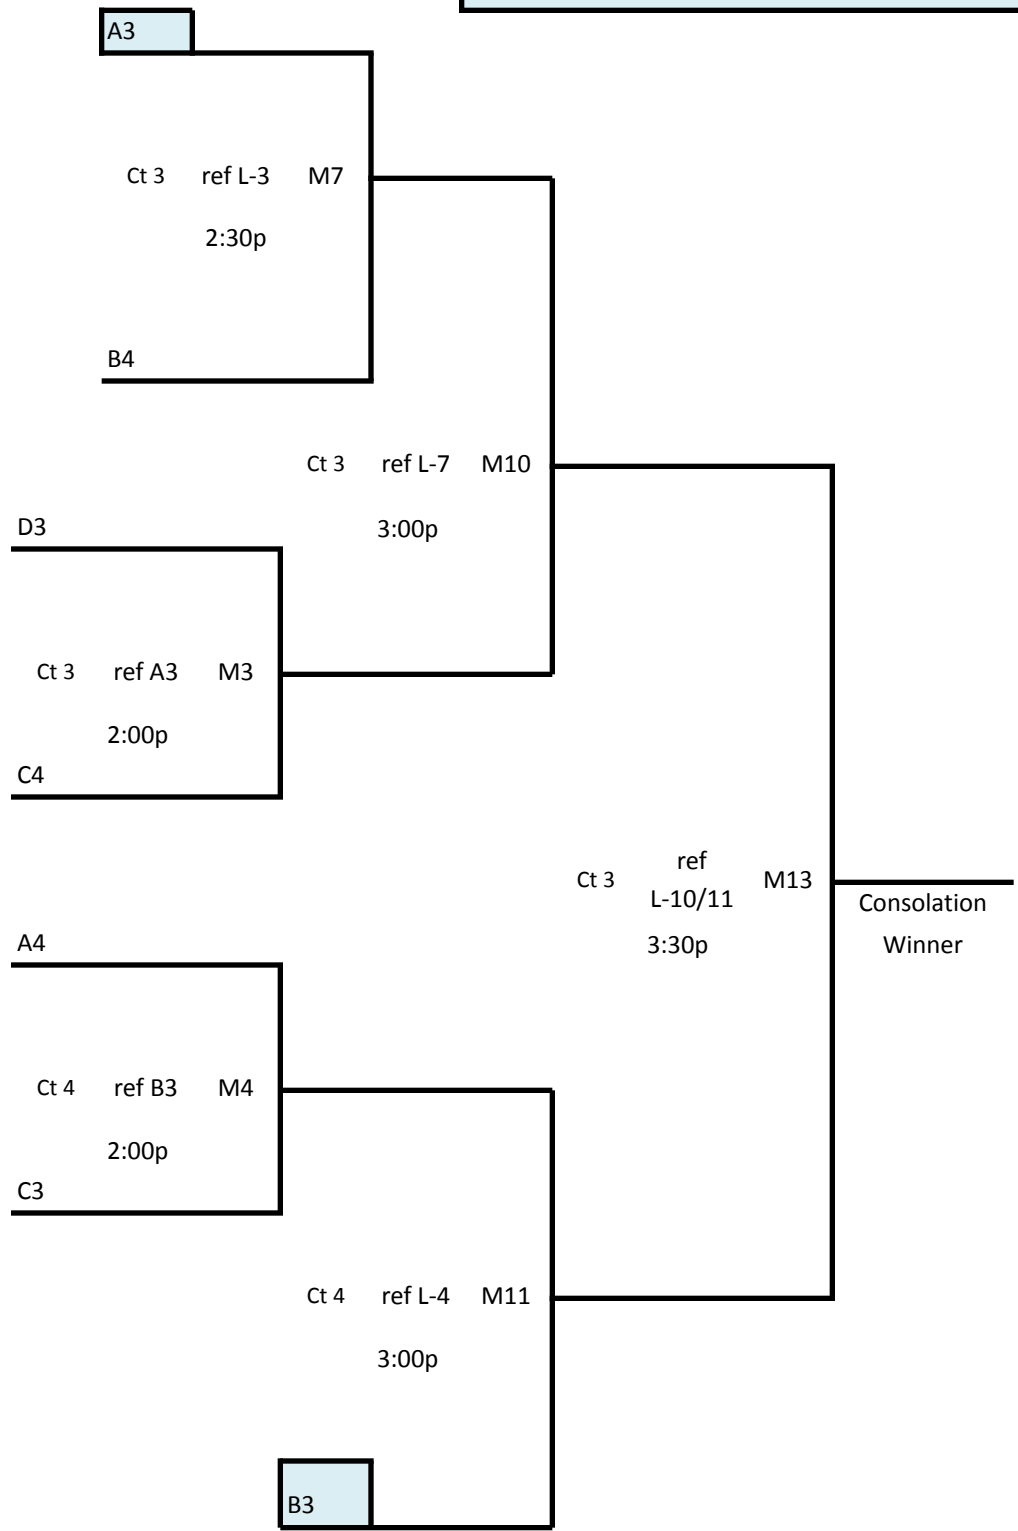 A3
Ct 3 ref L-3 M7
2:30p
B4
Ct 3 ref L-7 M10
3:00p
D3
Ct 3 ref A3 M3
2:00p
C4
ref
Ct 3 L-10/11 M13
3:30p
Consolation
Winner
A4
Ct 4 ref B3 M4
2:00p
C3
Ct 4 ref L-4 M11
3:00p
B3